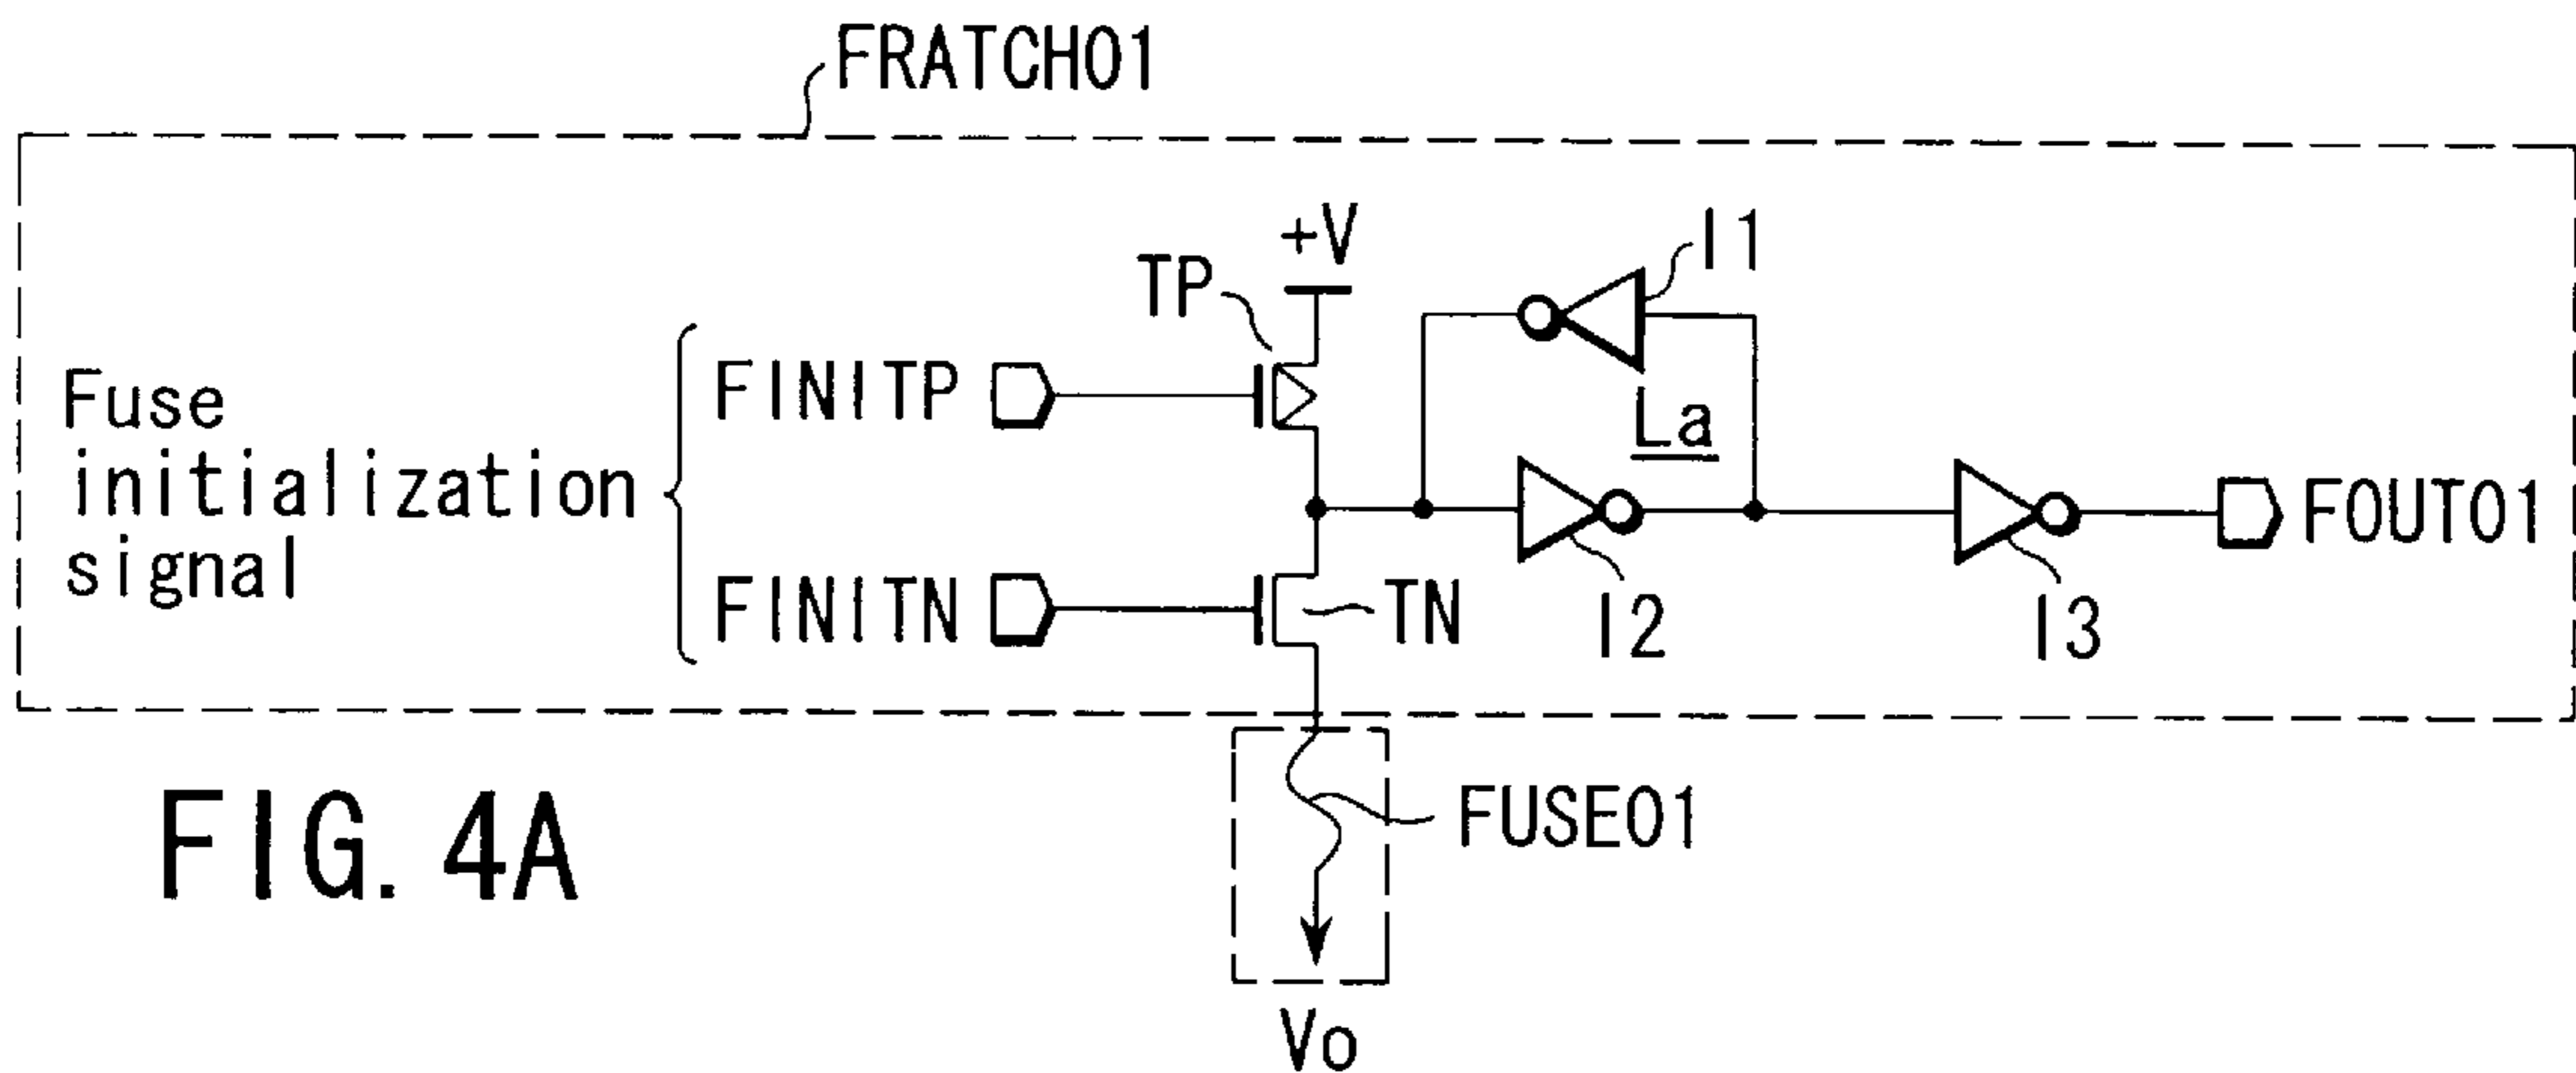 FRATCH01
+V
TP
I1
Fuse
initialization
signal
FINITP
La
FOUT01
FINITN
TN
I2
I3
FUSE01
FIG. 4A
Vo